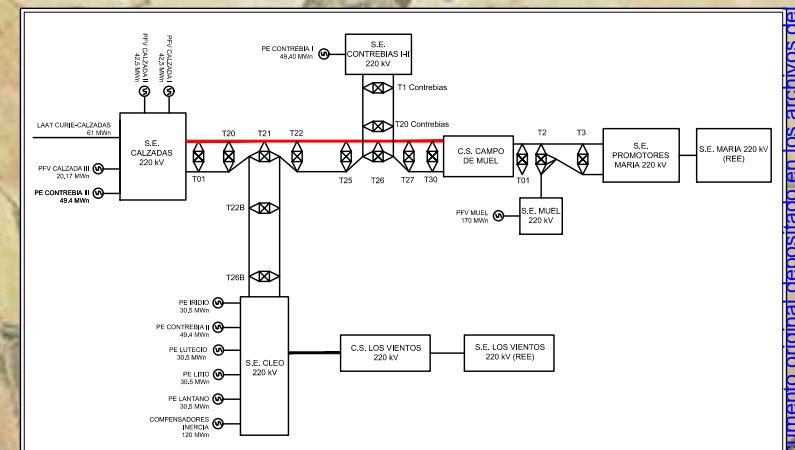 PFV CALZADA II
42,5 MWn
PFV CALZADA I
42,5 MWn
LAAT CURIE-CALZADAS
61 MWn
PFV CALZADA III
20,17 MWn
PE CONTREBIA III
49.4 MWn
S.E.
CALZADAS
220 kV
PE CONTREBIA I
49,40 MWn
S.E.
CONTREBIAS I-II
220 kV
T1 Contrebias
T20 Contrebias
T01
T20
T21
T22
T25
T26
T27
T30
C.S. CAMPO
DE MUEL
T01
T2
T3
S.E.
PROMOTORES
MARIA 220 kV
S.E. MARIA 220 kV
(REE)
PFV MUEL
170 MWn
S.E. MUEL
220 kV
T22B
T26B
PE IRIDIO
30,5 MWn
PE CONTREBIA II
49.4 MWn
PE LUTECIO
30.5 MWn
PE LITIO
30.5 MWn
PE LANTANO
30,5 MWn
COMPENSADORES
INERCIA
120 MWn
S.E. CLEO
220 kV
C.S. LOS VIENTOS
220 kV
S.E. LOS VIENTOS
220 kV (REE)
original depositado en los archivos del